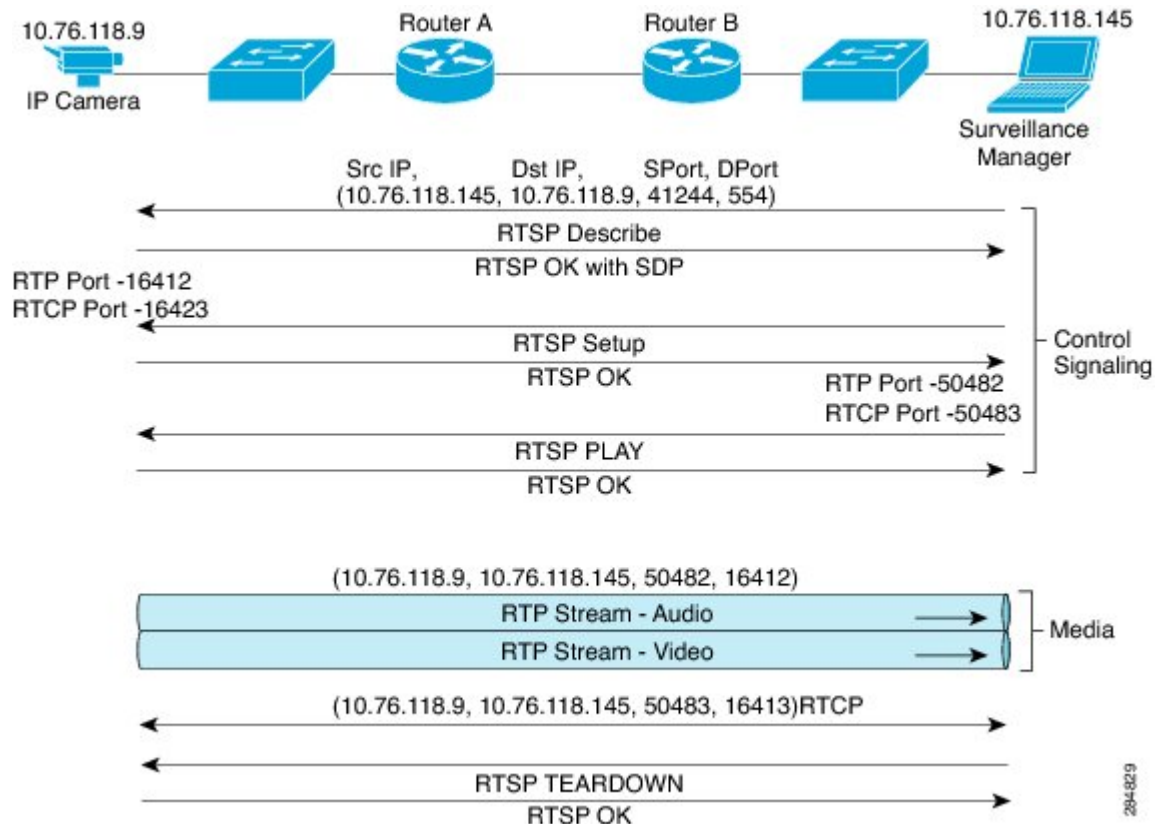 10.76.118.9
Router A
Router B
10.76.118.145
IP Camera
Surveillance
Manager
Src IP, Dst IP, SPort, DPort
(10.76.118.145, 10.76.118.9, 41244, 554)
RTSP Describe
RTSP OK with SDP
RTP Port -16412
RTCP Port -16423
RTSP Setup
RTSP OK
Control
Signaling
RTP Port -50482
RTCP Port -50483
RTSP PLAY
RTSP OK
(10.76.118.9, 10.76.118.145, 50482, 16412)
RTP Stream - Audio
RTP Stream - Video
Media
(10.76.118.9, 10.76.118.145, 50483, 16413)RTCP
RTSP TEARDOWN
RTSP OK
284829